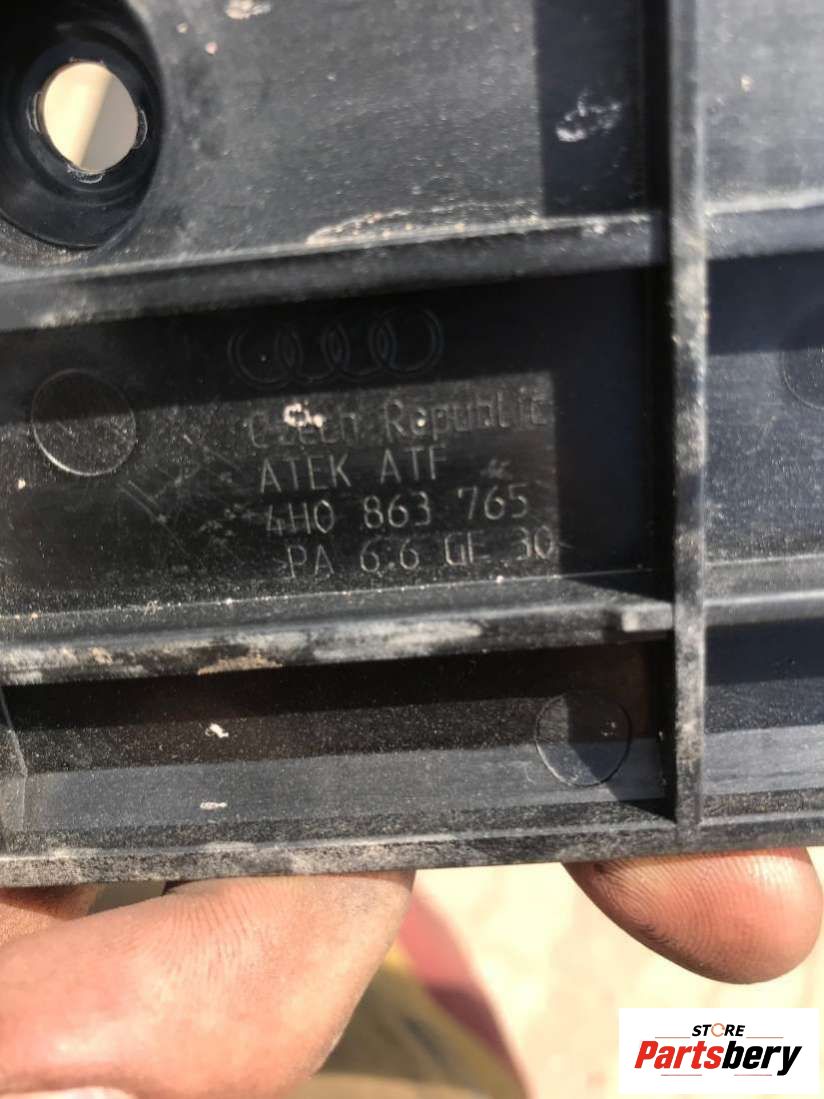 Czech Republic
ATEK ATF
4H0 863 765
>PA 6.6 GF 30<
STORE
Partsbery